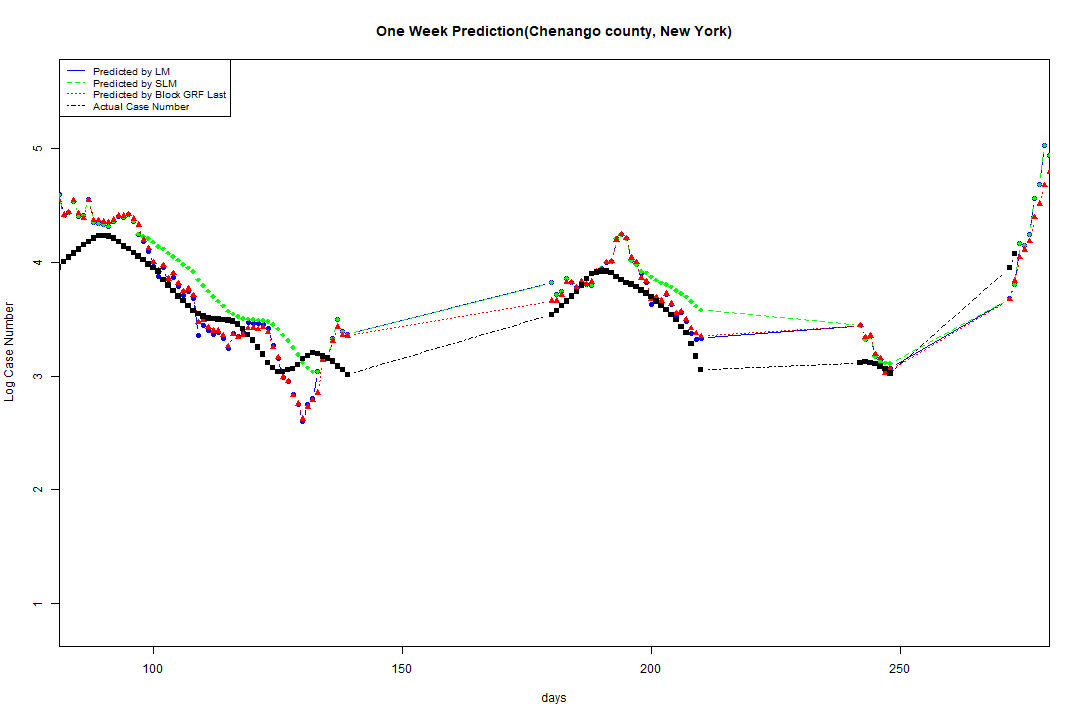 One Week Prediction(Chenango county, New York)
Predicted by LM
Predicted by SLM
Predicted by Block GRF Last
Actual Case Number
Log Case Number
5
4
3
2
1
100 150 200 250
days